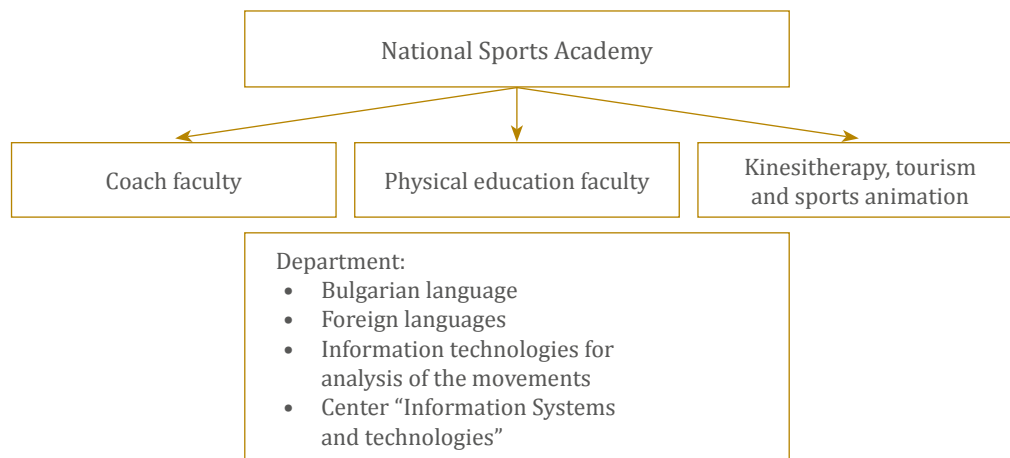 National Sports Academy
Coach faculty
Physical education faculty
Kinesitherapy, tourism
and sports animation
Department:
• Bulgarian language
• Foreign languages
• Information technologies for
analysis of the movements
• Center “Information Systems
and technologies”